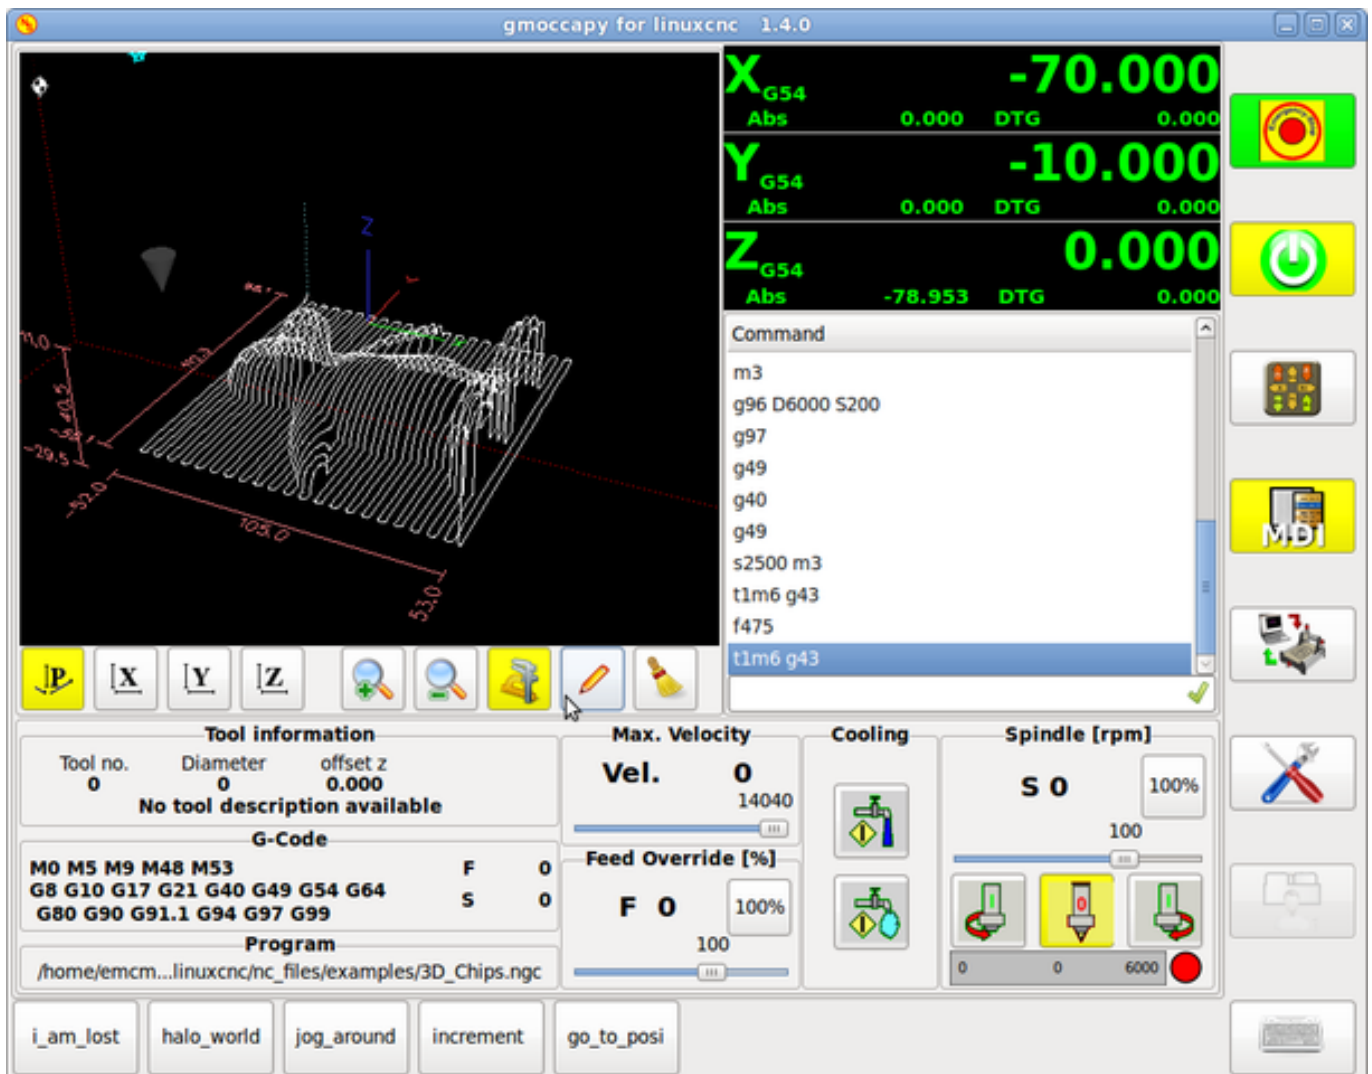 gmoccapy for linuxcnc 1.4.0
X G54 -70.000
Abs 0.000 DTG 0.000
Y G54 -10.000
Abs 0.000 DTG 0.000
Z G54 0.000
Abs -78.953 DTG 0.000
Z
-29.5
-52.0
105.0
53.0
Command
m3
g96 D6000 S200
g97
g49
g40
g49
s2500 m3
t1m6 g43
f475
t1m6 g43
P X Y Z
MDI
Tool information
Tool no. Diameter offset z
0 0 0.000
No tool description available
G-Code
M0 M5 M9 M48 M53 F 0
G8 G10 G17 G21 G40 G49 G54 G64 S 0
G80 G90 G91.1 G94 G97 G99
Program
/home/emcm...linuxcnc/nc_files/examples/3D_Chips.ngc
Max. Velocity
Vel. 0
14040
Feed Override [%]
F 0 100%
100
Cooling
Spindle [rpm]
S 0 100%
100
0 0 6000
i_am_lost halo_world jog_around increment go_to_posi